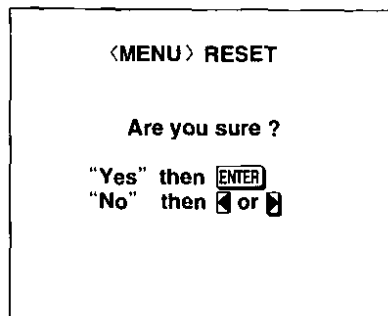 〈MENU〉 RESET
Are you sure ?
“Yes” then ENTER
“No” then ◀ or ▶